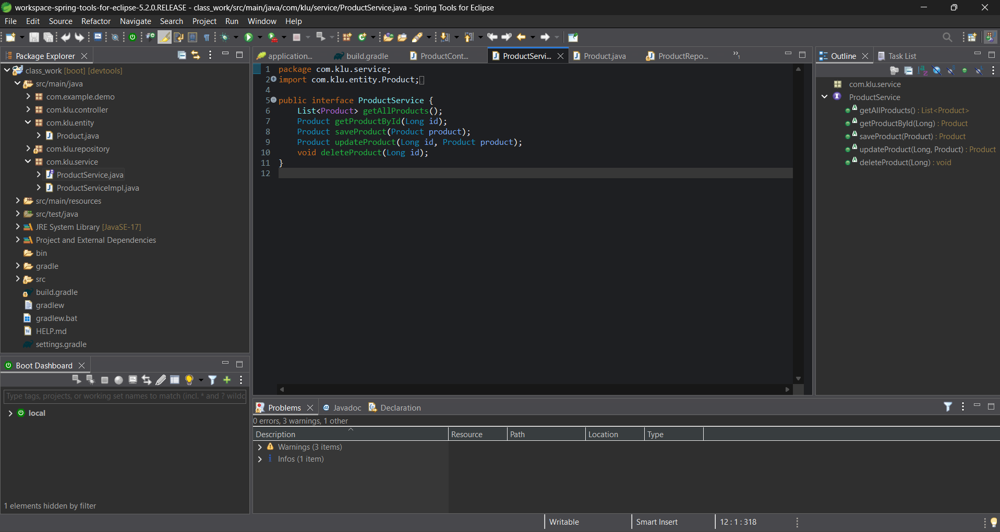 workspace-spring-tools-for-eclipse-5.2.0.RELEASE - class_work/src/main/java/com/klu/service/ProductService.java - Spring Tools for Eclipse
File Edit Source Refactor Navigate Search Project Run Window Help
Package Explorer
class_work [boot] [devtools]
src/main/java
com.example.demo
com.klu.controller
com.klu.entity
Product.java
com.klu.repository
com.klu.service
ProductService.java
ProductServiceImpl.java
src/main/resources
src/test/java
JRE System Library [JavaSE-17]
Project and External Dependencies
bin
gradle
src
build.gradle
gradlew
gradlew.bat
HELP.md
settings.gradle
Boot Dashboard
Type tags, projects, or working set names to match (incl. * and ? wildc
local
1 elements hidden by filter
application... build.gradle ProductCont... ProductServi... Product.java ProductRepo... »1
1 package com.klu.service;
2 import com.klu.entity.Product;
4
5 public interface ProductService {
6 List<Product> getAllProducts();
7 Product getProductById(Long id);
8 Product saveProduct(Product product);
9 Product updateProduct(Long id, Product product);
10 void deleteProduct(Long id);
11 }
12
Outline Task List
com.klu.service
ProductService
getAllProducts() : List<Product>
getProductById(Long) : Product
saveProduct(Product) : Product
updateProduct(Long, Product) : Product
deleteProduct(Long) : void
Problems Javadoc Declaration
0 errors, 3 warnings, 1 other
Description Resource Path Location Type
Warnings (3 items)
Infos (1 item)
Writable Smart Insert 12 : 1 : 318